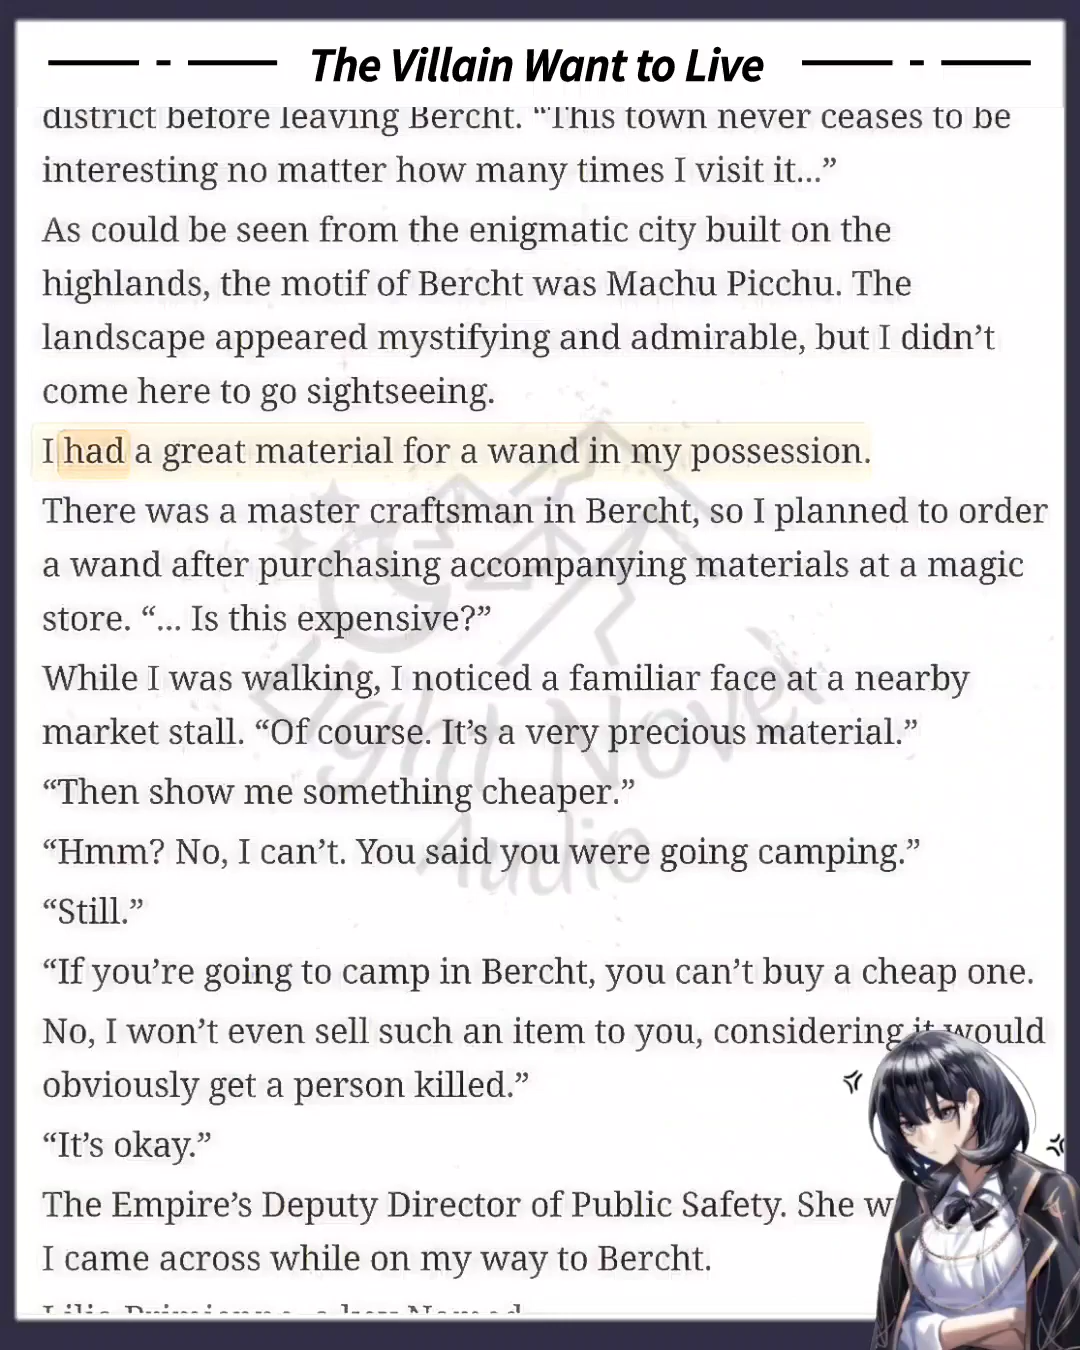 The Villain Want to Live
district before leaving Bercht. “This town never ceases to be
interesting no matter how many times I visit it...”
As could be seen from the enigmatic city built on the
highlands, the motif of Bercht was Machu Picchu. The
landscape appeared mystifying and admirable, but I didn’t
come here to go sightseeing.
I had a great material for a wand in my possession.
There was a master craftsman in Bercht, so I planned to order
a wand after purchasing accompanying materials at a magic
store. “... Is this expensive?”
While I was walking, I noticed a familiar face at a nearby
market stall. “Of course. It’s a very precious material.”
“Then show me something cheaper.”
“Hmm? No, I can’t. You said you were going camping.”
“Still.”
“If you’re going to camp in Bercht, you can’t buy a cheap one.
No, I won’t even sell such an item to you, considering it would
obviously get a person killed.”
“It’s okay.”
The Empire’s Deputy Director of Public Safety. She w
I came across while on my way to Bercht.
Light Novel
Audio